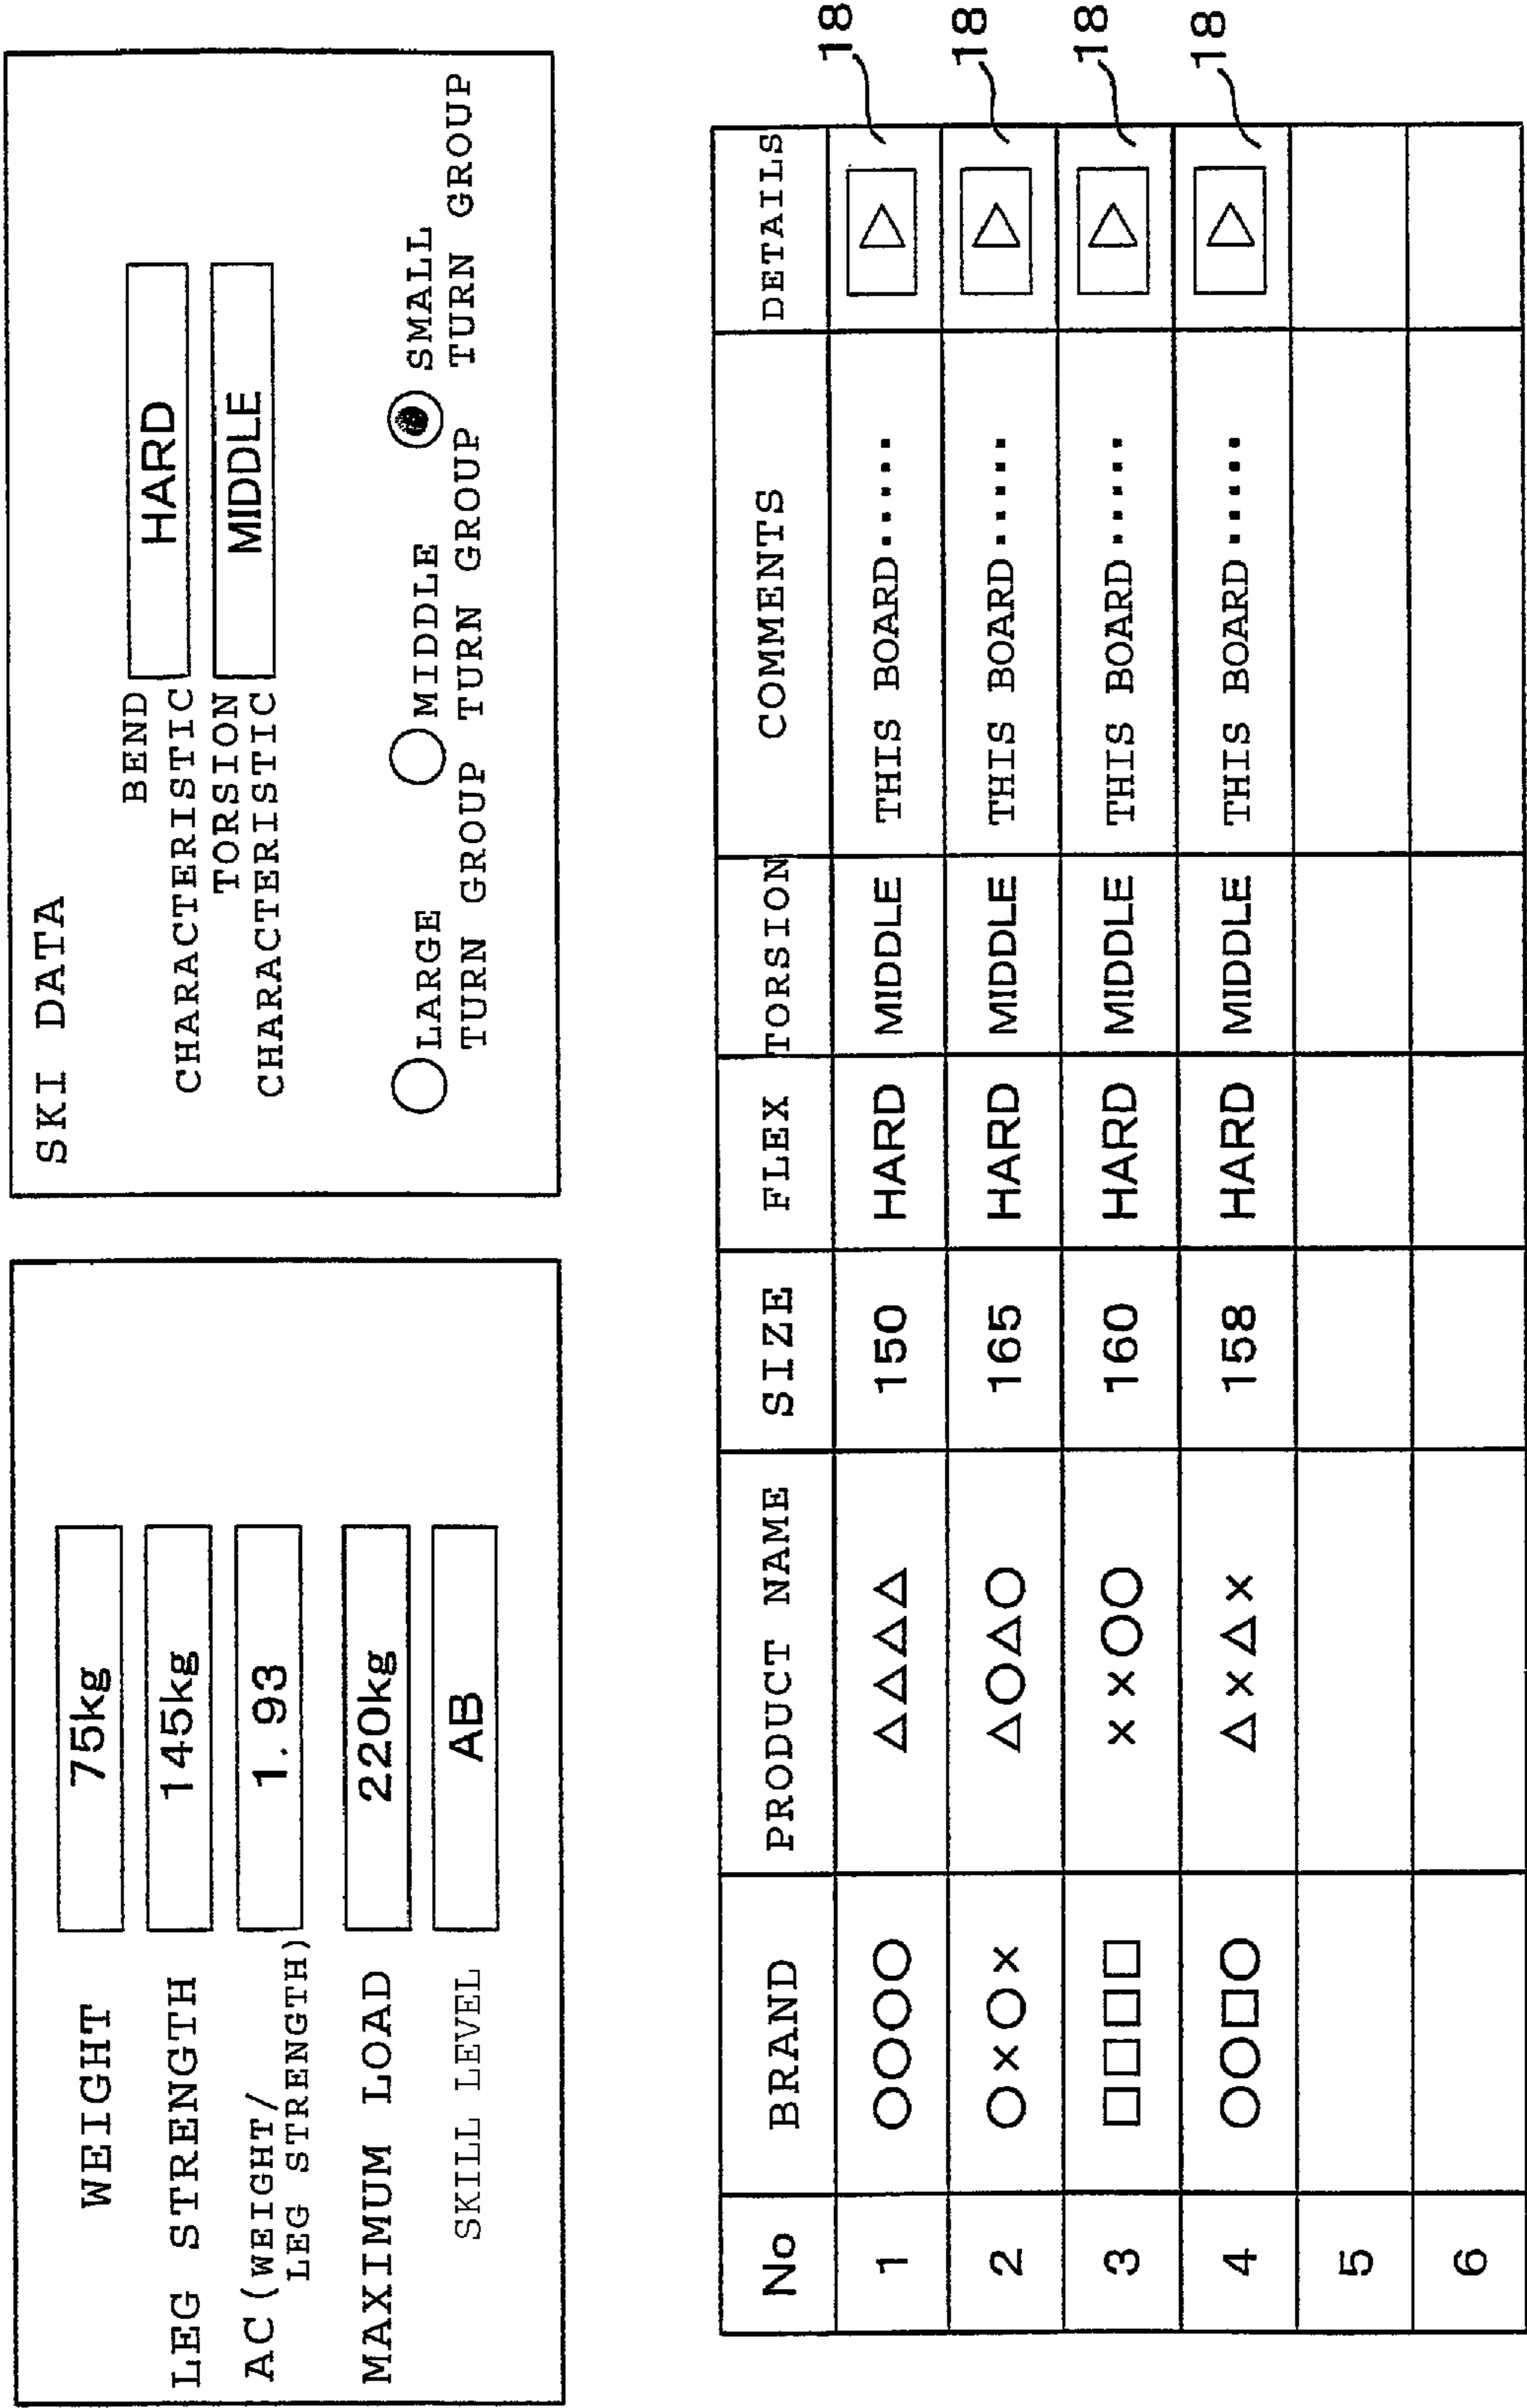 WEIGHT 75kg
LEG STRENGTH 145kg
AC(WEIGHT/
LEG STRENGTH) 1.93
MAXIMUM LOAD 220kg
SKILL LEVEL AB
SKI DATA
BEND
CHARACTERISTIC HARD
TORSION
CHARACTERISTIC MIDDLE
LARGE MIDDLE SMALL
TURN GROUP TURN GROUP TURN GROUP
No BRAND PRODUCT NAME SIZE FLEX TORSION COMMENTS DETAILS
1 ○○○○ △△△△ 150 HARD MIDDLE THIS BOARD...... ▷ 18
2 ○×○× △○△○ 165 HARD MIDDLE THIS BOARD...... ▷ 18
3 □□□□ ××○○ 160 HARD MIDDLE THIS BOARD...... ▷ 18
4 ○○□○ △×△× 158 HARD MIDDLE THIS BOARD...... ▷ 18
5
6